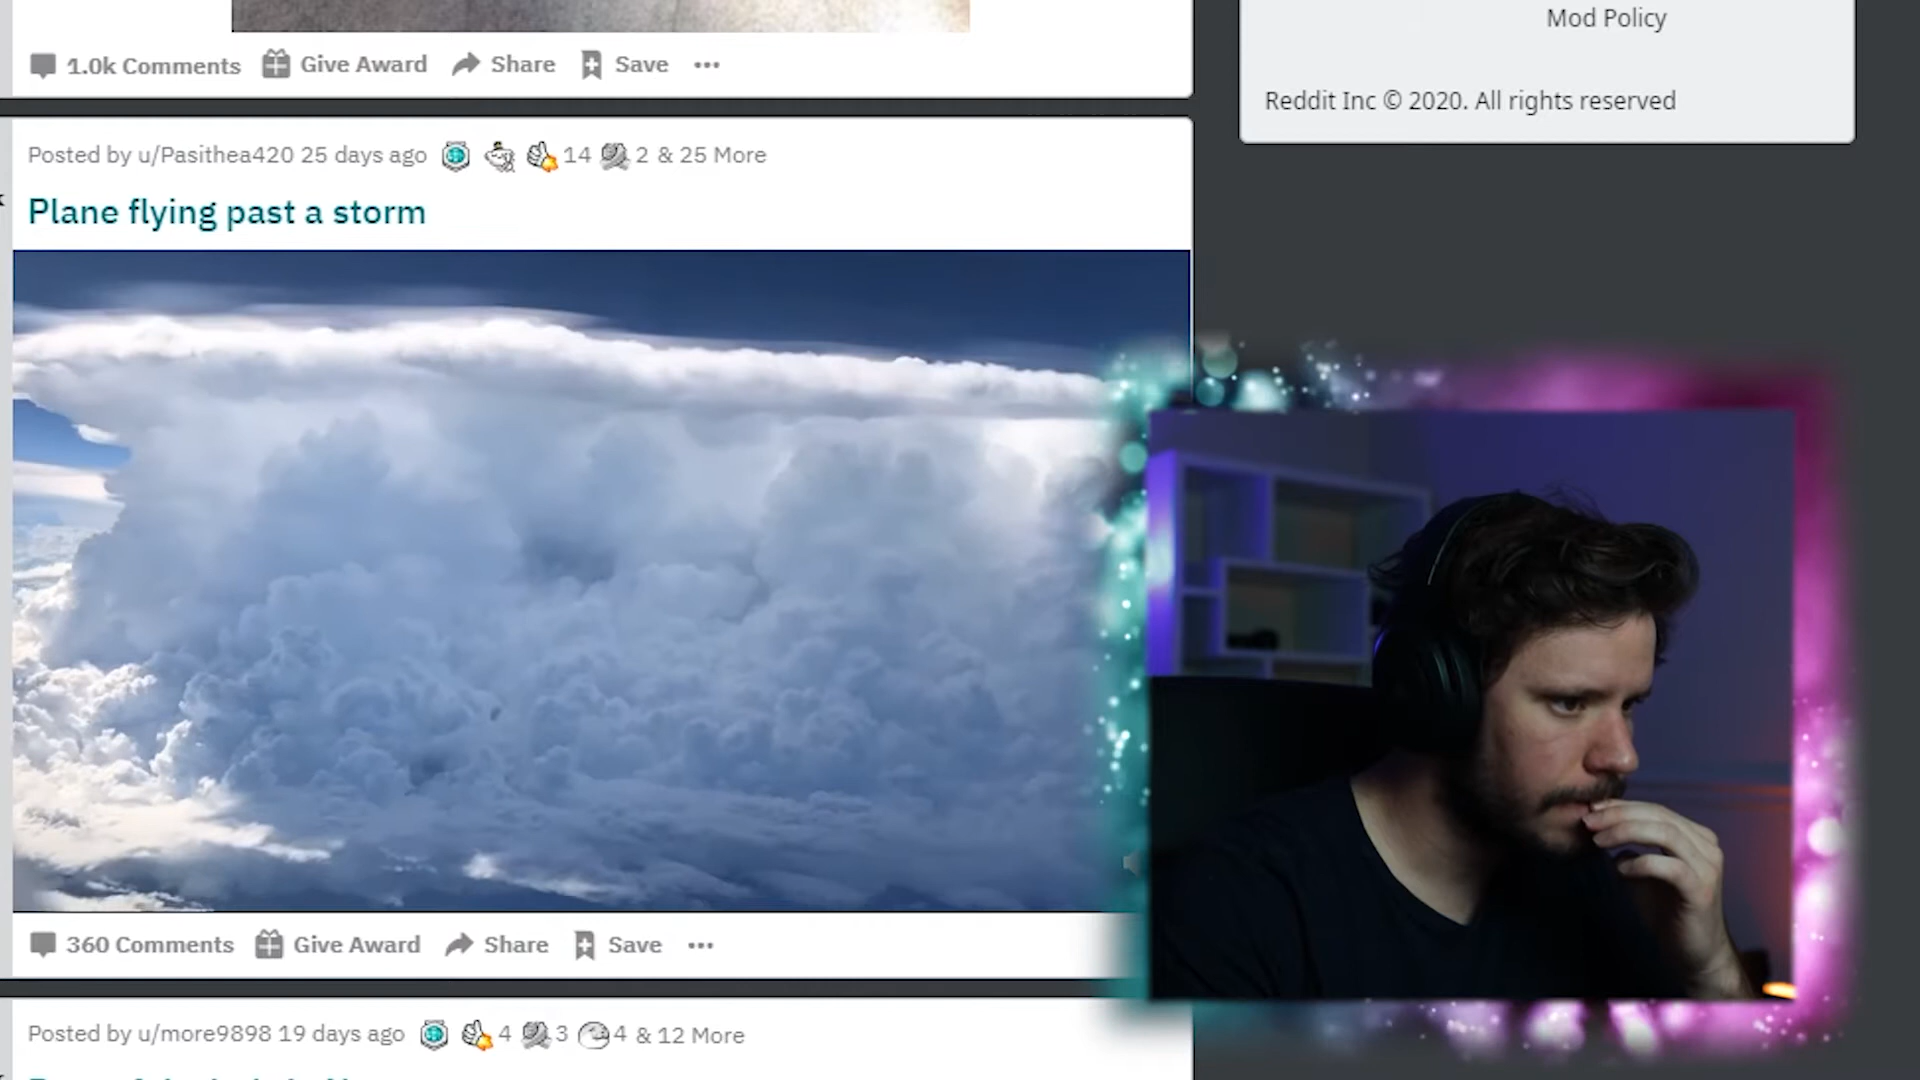 Mod Policy
1.0k Comments Give Award Share Save
Reddit Inc © 2020. All rights reserved
Posted by u/Pasithea420 25 days ago 14 2 & 25 More
Plane flying past a storm
360 Comments Give Award Share Save
Posted by u/more9898 19 days ago 4 3 4 & 12 More